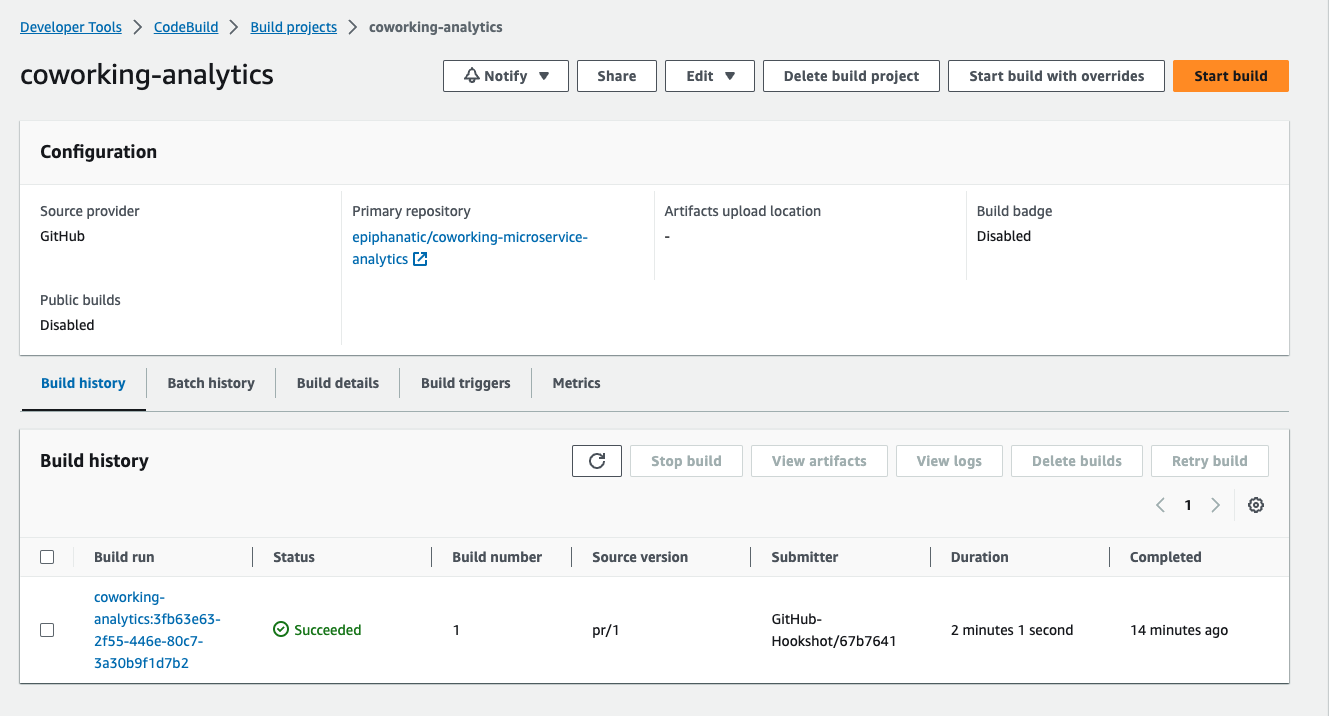 Developer Tools > CodeBuild > Build projects > coworking-analytics
coworking-analytics
Notify ▼ Share Edit ▼ Delete build project Start build with overrides Start build
Configuration
Source provider
GitHub
Primary repository
epiphanatic/coworking-microservice-
analytics
Artifacts upload location
-
Build badge
Disabled
Public builds
Disabled
Build history Batch history Build details Build triggers Metrics
Build history
Stop build View artifacts View logs Delete builds Retry build
< 1 >
Build run Status Build number Source version Submitter Duration Completed
coworking-
analytics:3fb63e63-
2f55-446e-80c7-
3a30b9f1d7b2
Succeeded
1
pr/1
GitHub-
Hookshot/67b7641
2 minutes 1 second
14 minutes ago